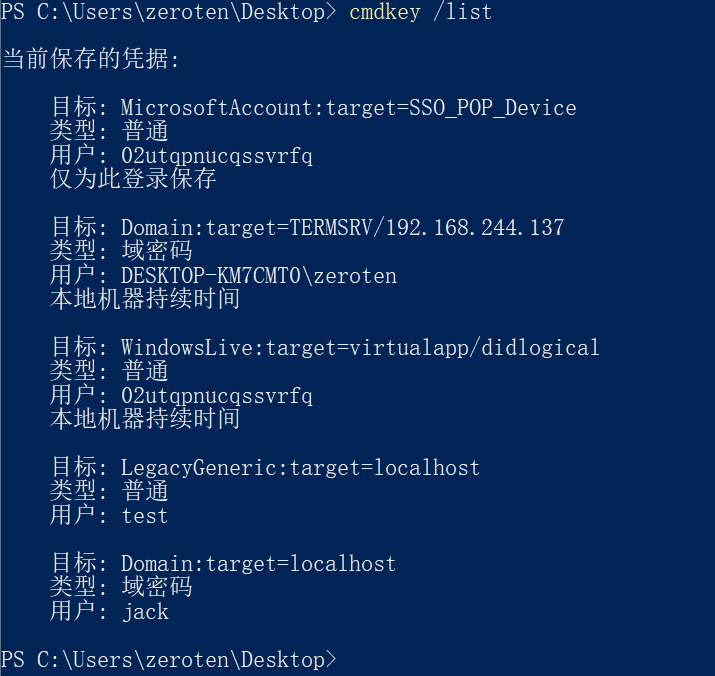 PS C:\Users\zeroten\Desktop> cmdkey /list
当前保存的凭据:
目标: MicrosoftAccount:target=SSO_POP_Device
类型: 普通
用户: 02utqpnucqssvrfq
仅为此登录保存
目标: Domain:target=TERMSRV/192.168.244.137
类型: 域密码
用户: DESKTOP-KM7CMT0\zeroten
本地机器持续时间
目标: WindowsLive:target=virtualapp/didlogical
类型: 普通
用户: 02utqpnucqssvrfq
本地机器持续时间
目标: LegacyGeneric:target=localhost
类型: 普通
用户: test
目标: Domain:target=localhost
类型: 域密码
用户: jack
PS C:\Users\zeroten\Desktop>